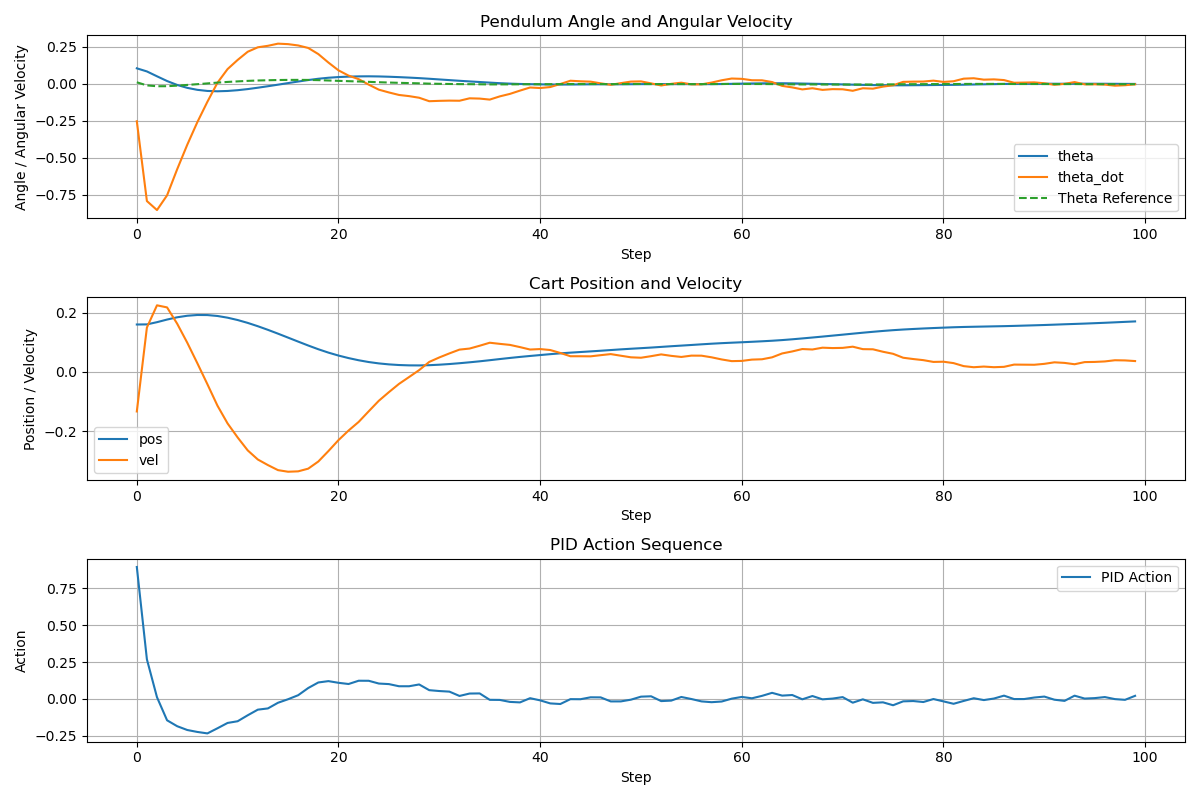 Pendulum Angle and Angular Velocity
Angle / Angular Velocity
0.25
0.00
−0.25
−0.50
−0.75
theta
theta_dot
Theta Reference
0 20 40 60 80 100
Step
Cart Position and Velocity
Position / Velocity
0.2
0.0
−0.2
pos
vel
0 20 40 60 80 100
Step
PID Action Sequence
Action
0.75
0.50
0.25
0.00
−0.25
PID Action
0 20 40 60 80 100
Step